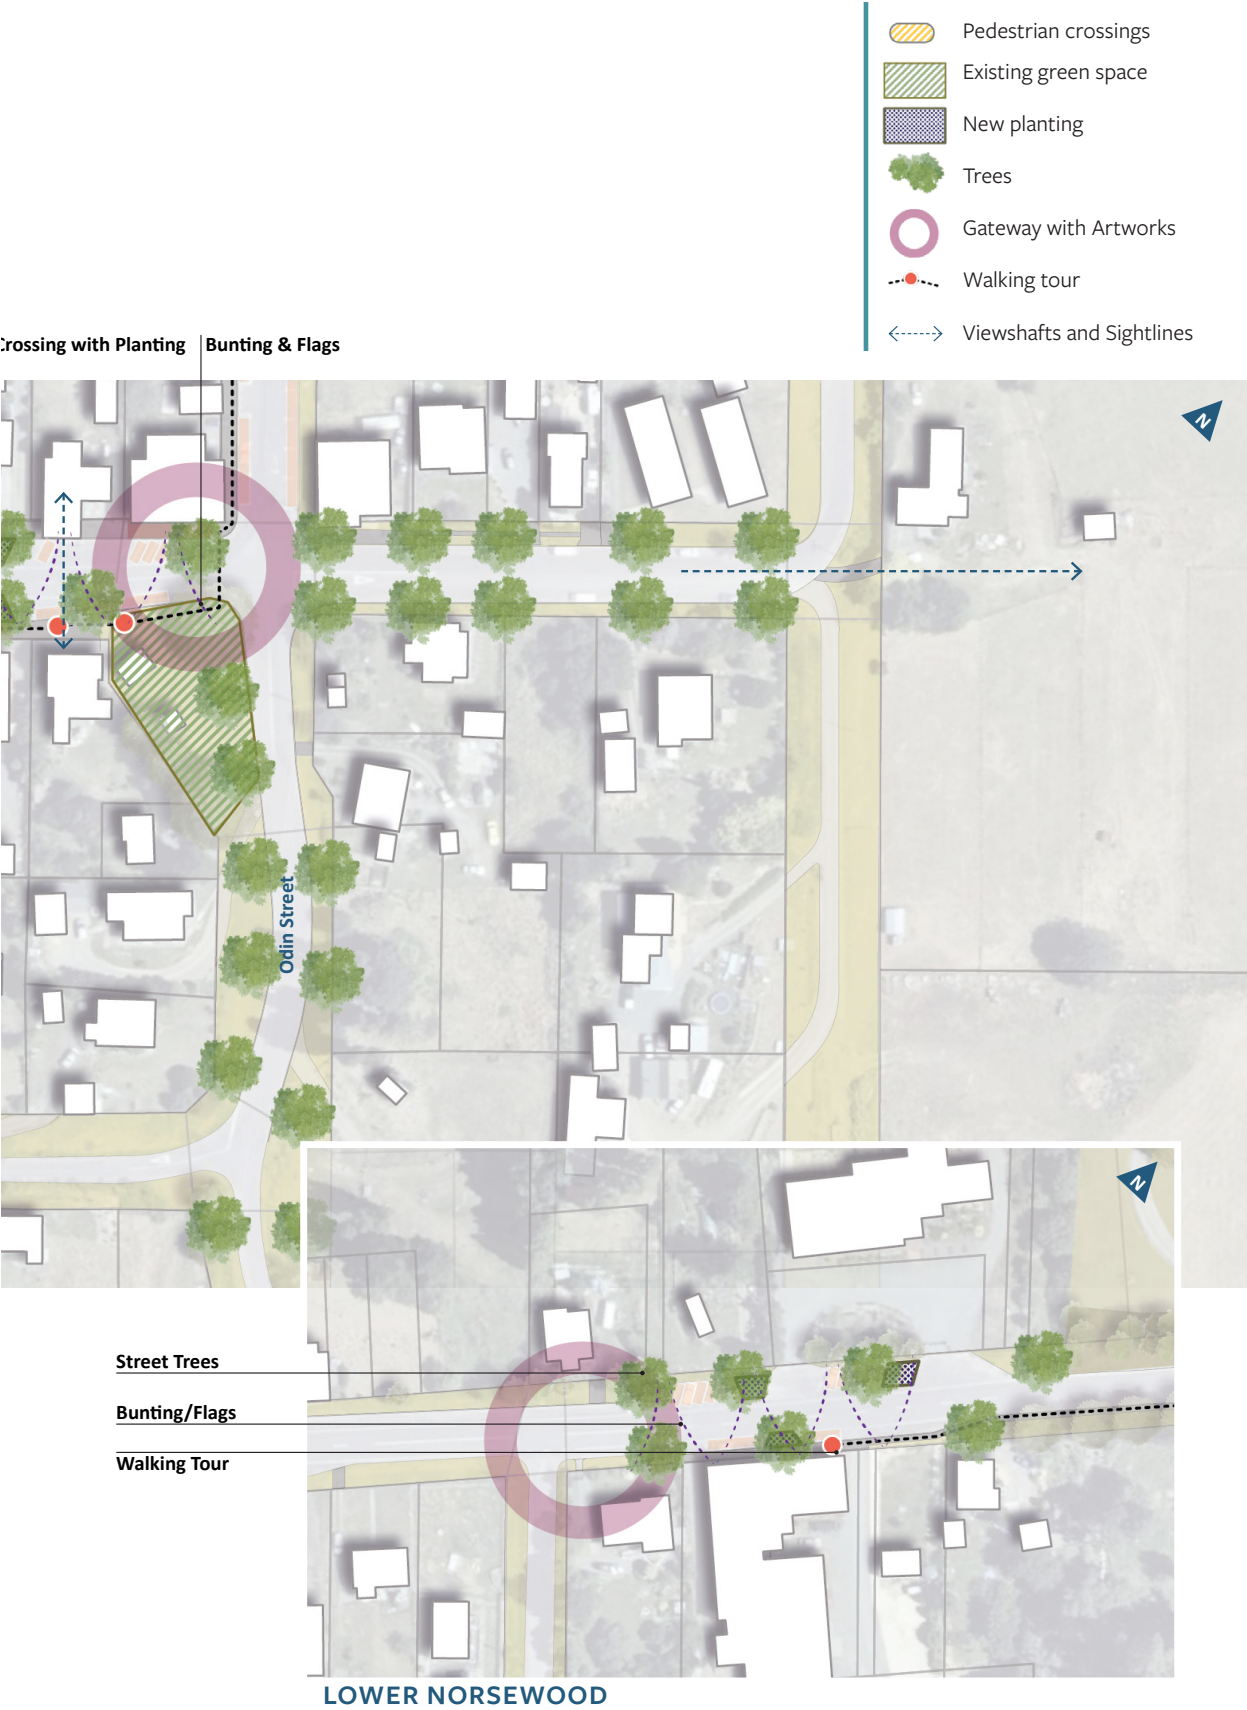 Pedestrian crossings
Existing green space
New planting
Trees
Gateway with Artworks
Walking tour
Viewshafts and Sightlines
Crossing with Planting
Bunting & Flags
N
Odin Street
N
Street Trees
Bunting/Flags
Walking Tour
LOWER NORSEWOOD